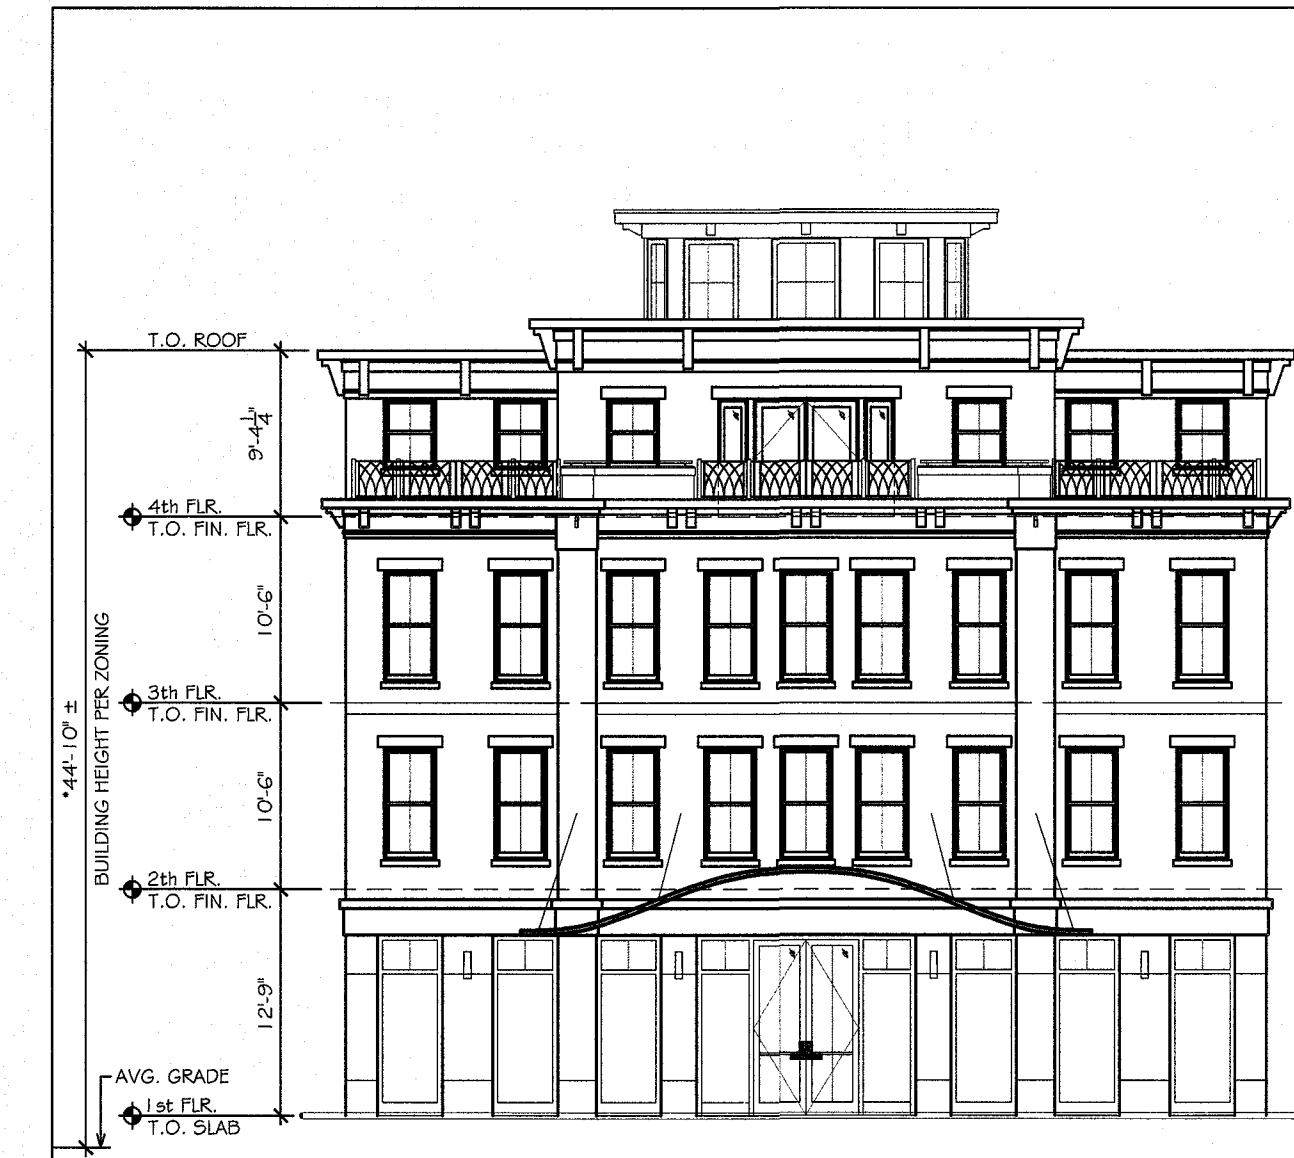 T.O. ROOF
9'-4 1/4"
4th FLR.
T.O. FIN. FLR.
10'-6"
3th FLR.
T.O. FIN. FLR.
*44'-10" ±
BUILDING HEIGHT PER ZONING
10'-6"
2th FLR.
T.O. FIN. FLR.
12'-9"
AVG. GRADE
1st FLR.
T.O. SLAB